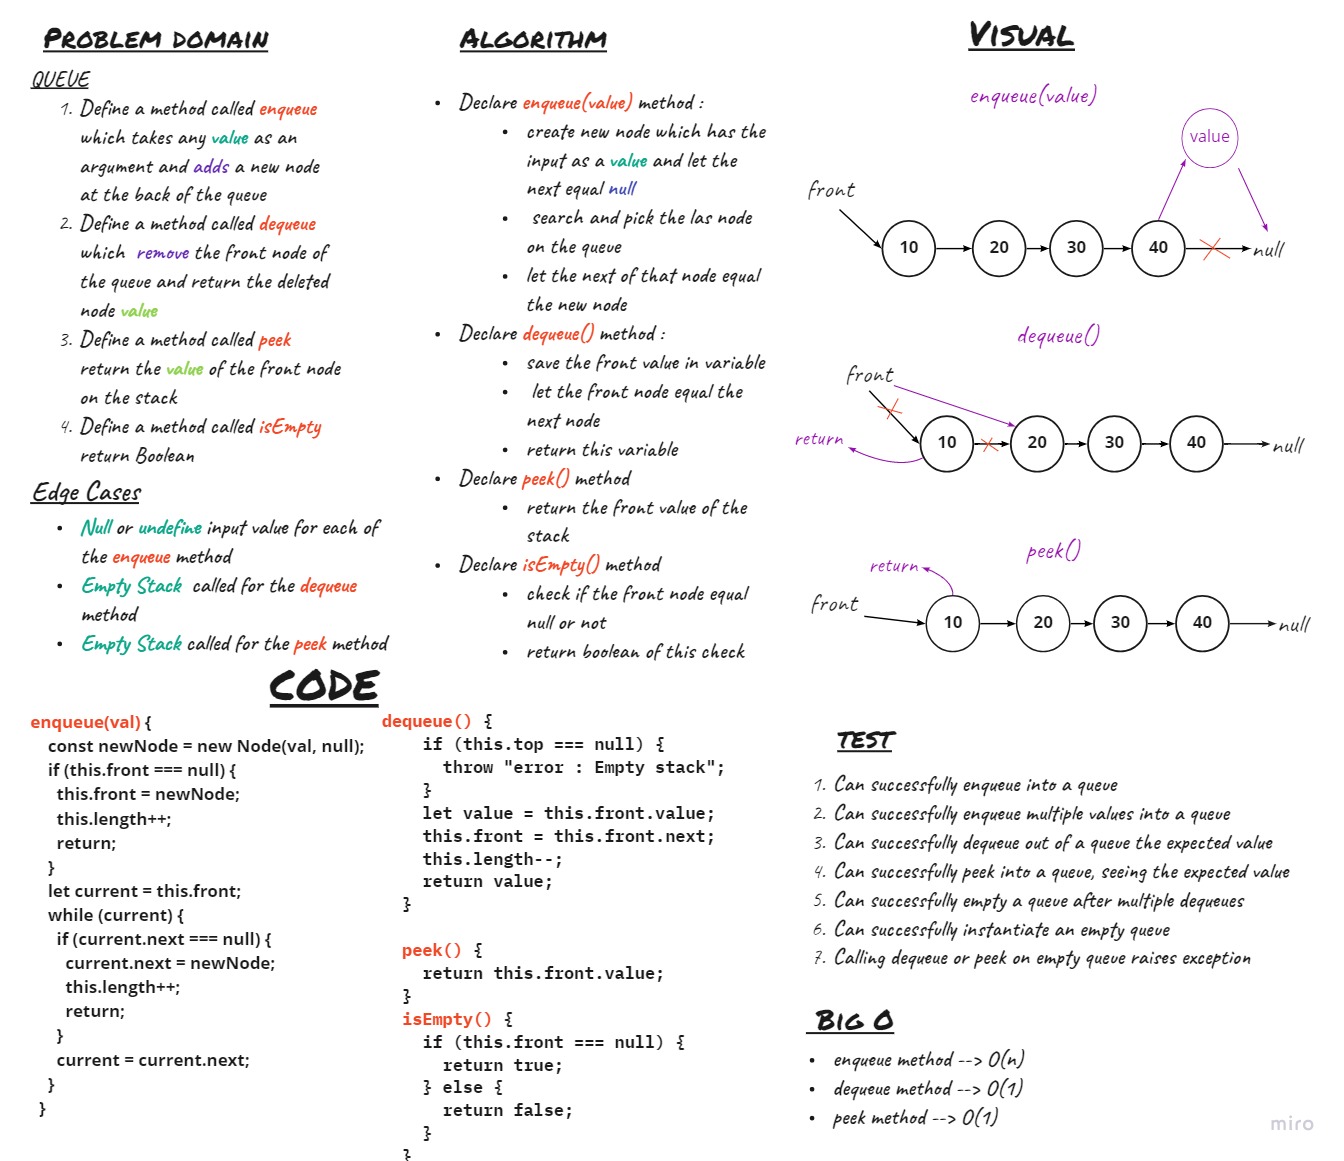 PROBLEM DOMAIN
QUEUE
1. Define a method called enqueue
which takes any value as an
argument and adds a new node
at the back of the queue
2. Define a method called dequeue
which remove the front node of
the queue and return the deleted
node value
3. Define a method called peek
return the value of the front node
on the stack
4. Define a method called isEmpty
return Boolean
Edge Cases
• Null or undefine input value for each of
the enqueue method
• Empty Stack called for the dequeue
method
• Empty Stack called for the peek method
ALGORITHM
• Declare enqueue(value) method :
• create new node which has the
input as a value and let the
next equal null
• search and pick the las node
on the queue
• let the next of that node equal
the new node
• Declare dequeue() method :
• save the front value in variable
• let the front node equal the
next node
• return this variable
• Declare peek() method
• return the front value of the
stack
• Declare isEmpty() method
• check if the front node equal
null or not
• return boolean of this check
VISUAL
enqueue(value)
value
front
10 20 30 40 null
dequeue()
front
return
10 20 30 40 null
peek()
return
front
10 20 30 40 null
CODE
enqueue(val) {
const newNode = new Node(val, null);
if (this.front === null) {
this.front = newNode;
this.length++;
return;
}
let current = this.front;
while (current) {
if (current.next === null) {
current.next = newNode;
this.length++;
return;
}
current = current.next;
}
}
dequeue() {
if (this.top === null) {
throw "error : Empty stack";
}
let value = this.front.value;
this.front = this.front.next;
this.length--;
return value;
}
peek() {
return this.front.value;
}
isEmpty() {
if (this.front === null) {
return true;
} else {
return false;
}
}
TEST
1. Can successfully enqueue into a queue
2. Can successfully enqueue multiple values into a queue
3. Can successfully dequeue out of a queue the expected value
4. Can successfully peek into a queue, seeing the expected value
5. Can successfully empty a queue after multiple dequeues
6. Can successfully instantiate an empty queue
7. Calling dequeue or peek on empty queue raises exception
BIG O
• enqueue method --> O(n)
• dequeue method --> O(1)
• peek method --> O(1)
miro